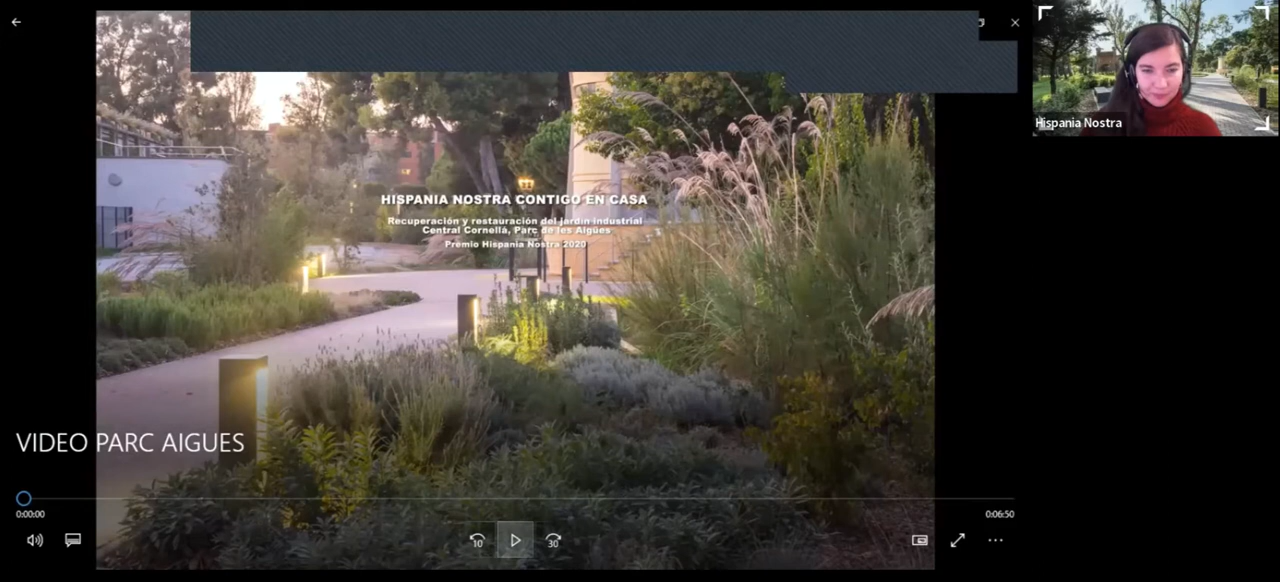 Hispania Nostra
HISPANIA NOSTRA CONTIGO EN CASA
Recuperación y restauración del jardín industrial
Central Cornellà, Parc de les Aigües
Premio Hispania Nostra 2020
VIDEO PARC AIGUES
0:00:00
0:06:50
10
30